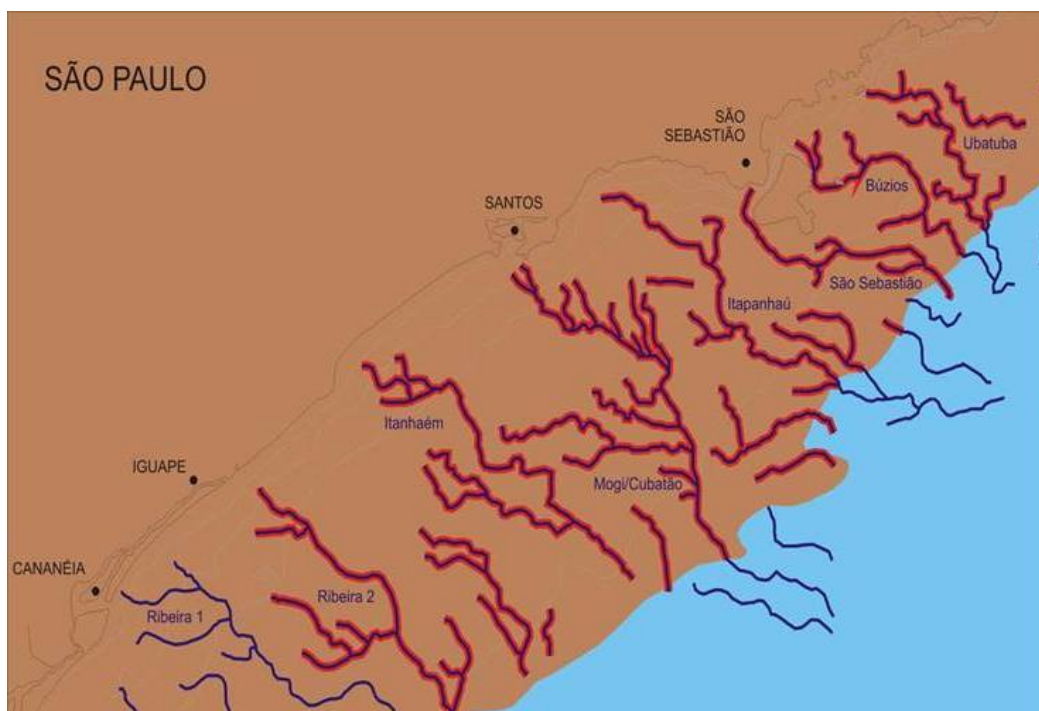 SÃO PAULO
SÃO
SEBASTIÃO
Ubatuba
Búzios
SANTOS
São Sebastião
Itapanhaú
Itanhaém
IGUAPE
Mogi/Cubatão
CANANÉIA
Ribeira 2
Ribeira 1